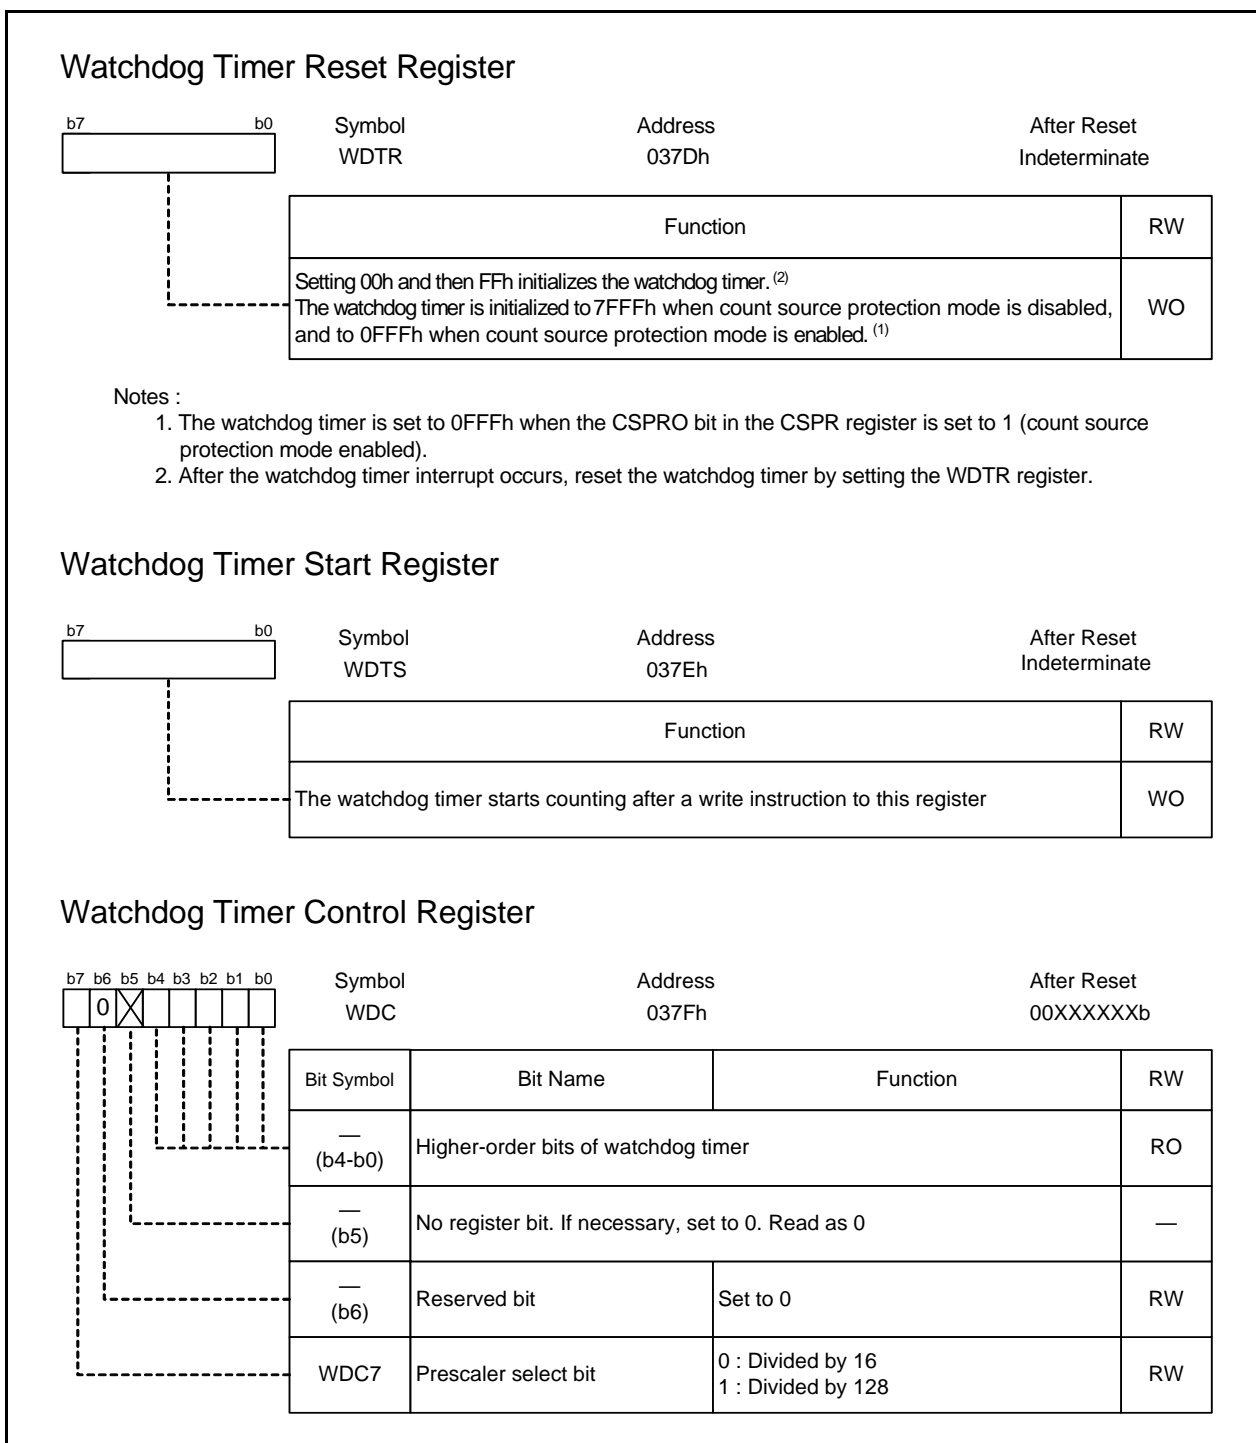 Watchdog Timer Reset Register
b7 b0 Symbol Address After Reset
WDTR 037Dh Indeterminate
Function RW
Setting 00h and then FFh initializes the watchdog timer. (2)
The watchdog timer is initialized to 7FFFh when count source protection mode is disabled,
and to 0FFFh when count source protection mode is enabled. (1)
WO
Notes :
1. The watchdog timer is set to 0FFFh when the CSPRO bit in the CSPR register is set to 1 (count source
protection mode enabled).
2. After the watchdog timer interrupt occurs, reset the watchdog timer by setting the WDTR register.
Watchdog Timer Start Register
b7 b0 Symbol Address After Reset
WDTS 037Eh Indeterminate
Function RW
The watchdog timer starts counting after a write instruction to this register WO
Watchdog Timer Control Register
b7 b6 b5 b4 b3 b2 b1 b0 Symbol Address After Reset
0 WDC 037Fh 00XXXXXXb
Bit Symbol Bit Name Function RW
—
(b4-b0) Higher-order bits of watchdog timer RO
—
(b5) No register bit. If necessary, set to 0. Read as 0 —
—
(b6) Reserved bit Set to 0 RW
WDC7 Prescaler select bit 0 : Divided by 16
1 : Divided by 128 RW